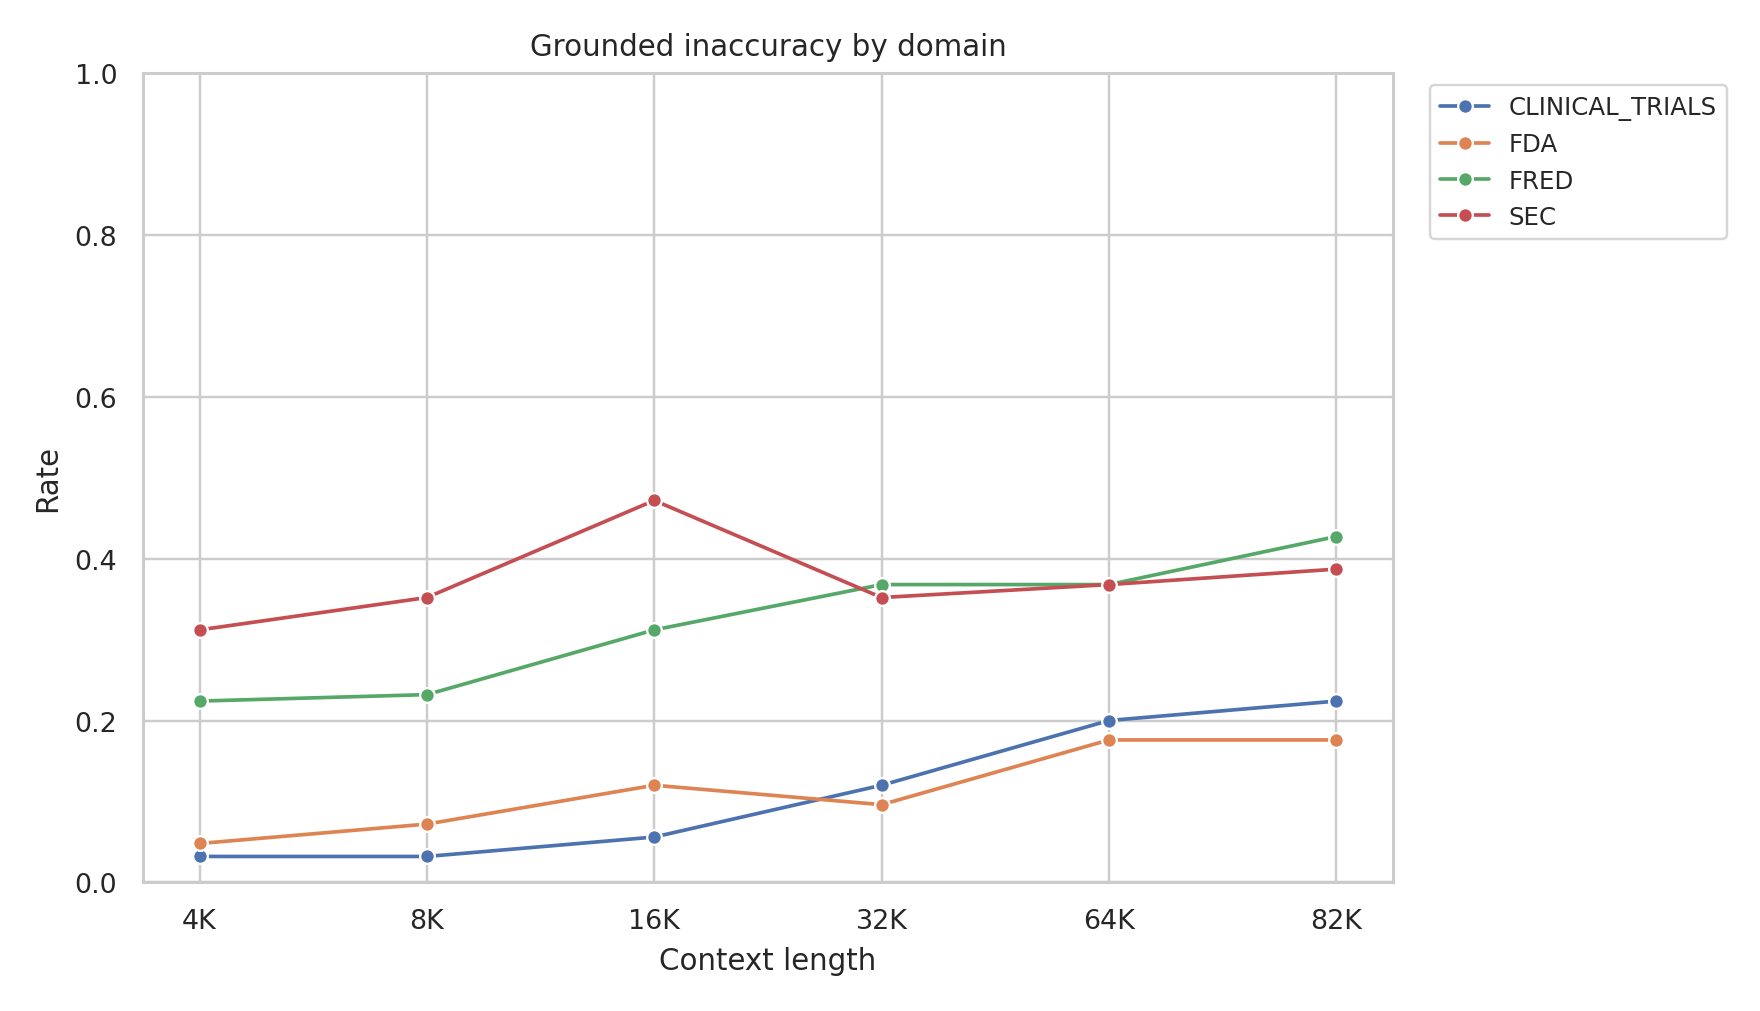 Grounded inaccuracy by domain
1.0
0.8
0.6
0.4
0.2
0.0
Rate
4K 8K 16K 32K 64K 82K
Context length
CLINICAL_TRIALS
FDA
FRED
SEC